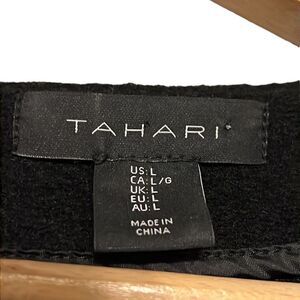 TAHARI
US: L
CA: L/G
UK: L
EU: L
AU: L
MADE IN
CHINA